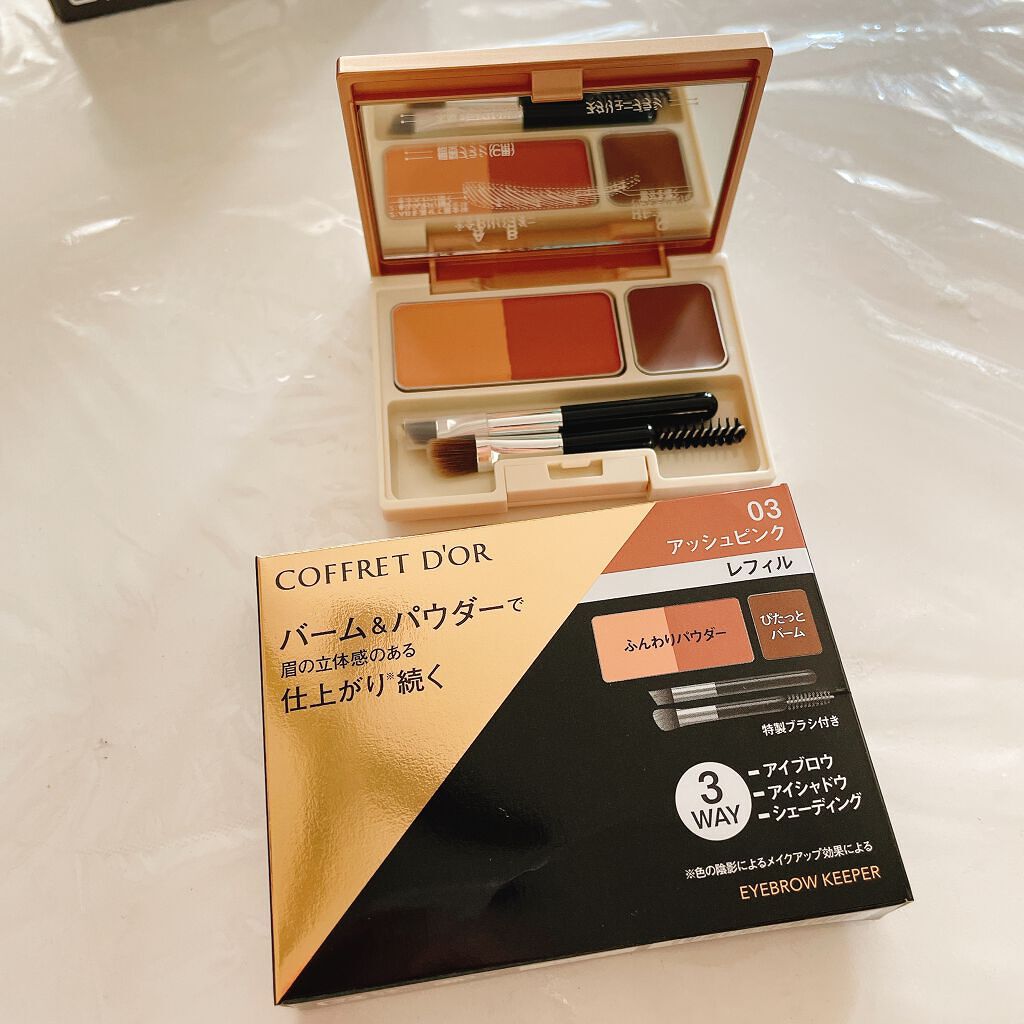 COFFRET D'OR
バーム&パウダーで
眉の立体感のある
仕上がり※続く
03
アッシュピンク
レフィル
ふんわりパウダー
ぴたっと
バーム
特製ブラシ付き
3
WAY
アイブロウ
アイシャドウ
シェーディング
※色の陰影によるメイクアップ効果による
EYEBROW KEEPER